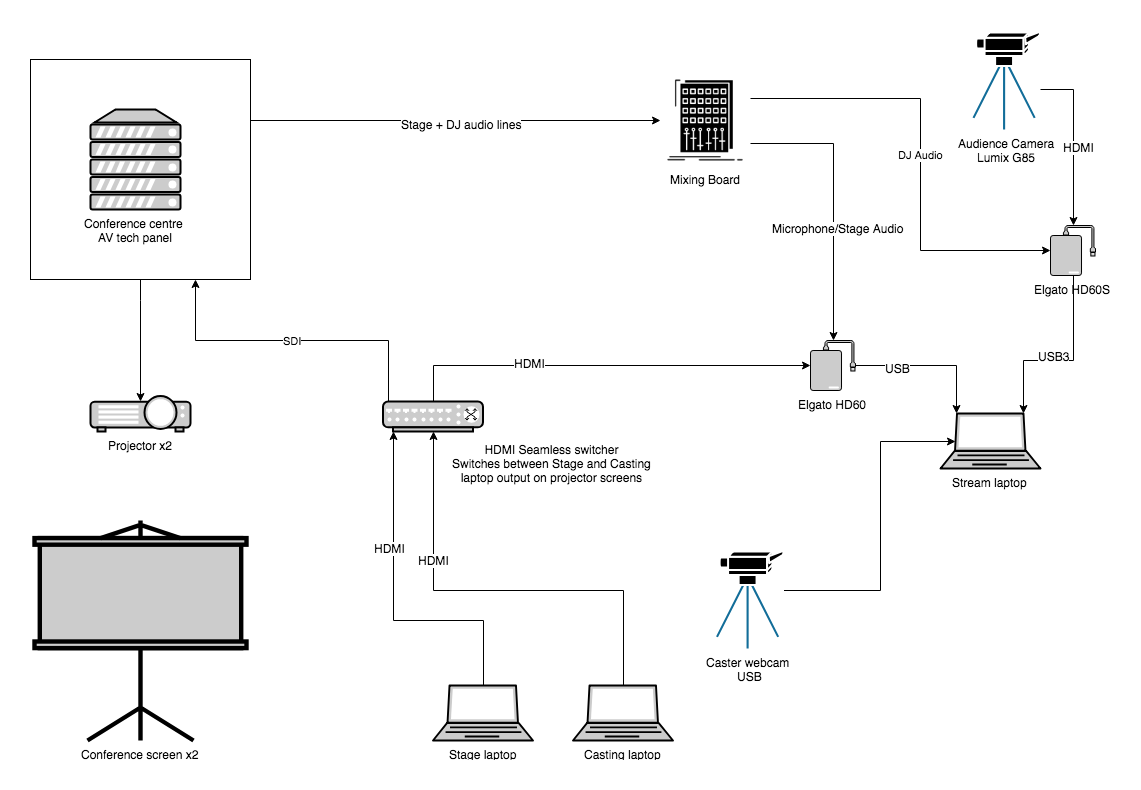 Stage + DJ audio lines
Audience Camera
Lumix G85
HDMI
DJ Audio
Mixing Board
Conference centre
AV tech panel
Microphone/Stage Audio
Elgato HD60S
SDI
HDMI
USB
USB3
Elgato HD60
Projector x2
HDMI Seamless switcher
Switches between Stage and Casting
laptop output on projector screens
Stream laptop
HDMI
HDMI
Caster webcam
USB
Conference screen x2
Stage laptop
Casting laptop